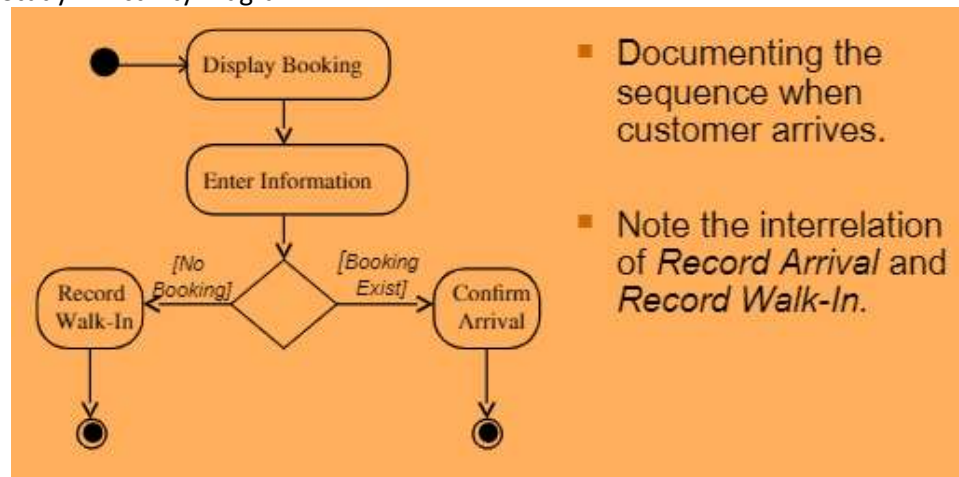 Display Booking
Enter Information
[No
Booking]
[Booking
Exist]
Record
Walk-In
Confirm
Arrival
▪ Documenting the
sequence when
customer arrives.
▪ Note the interrelation
of Record Arrival and
Record Walk-In.